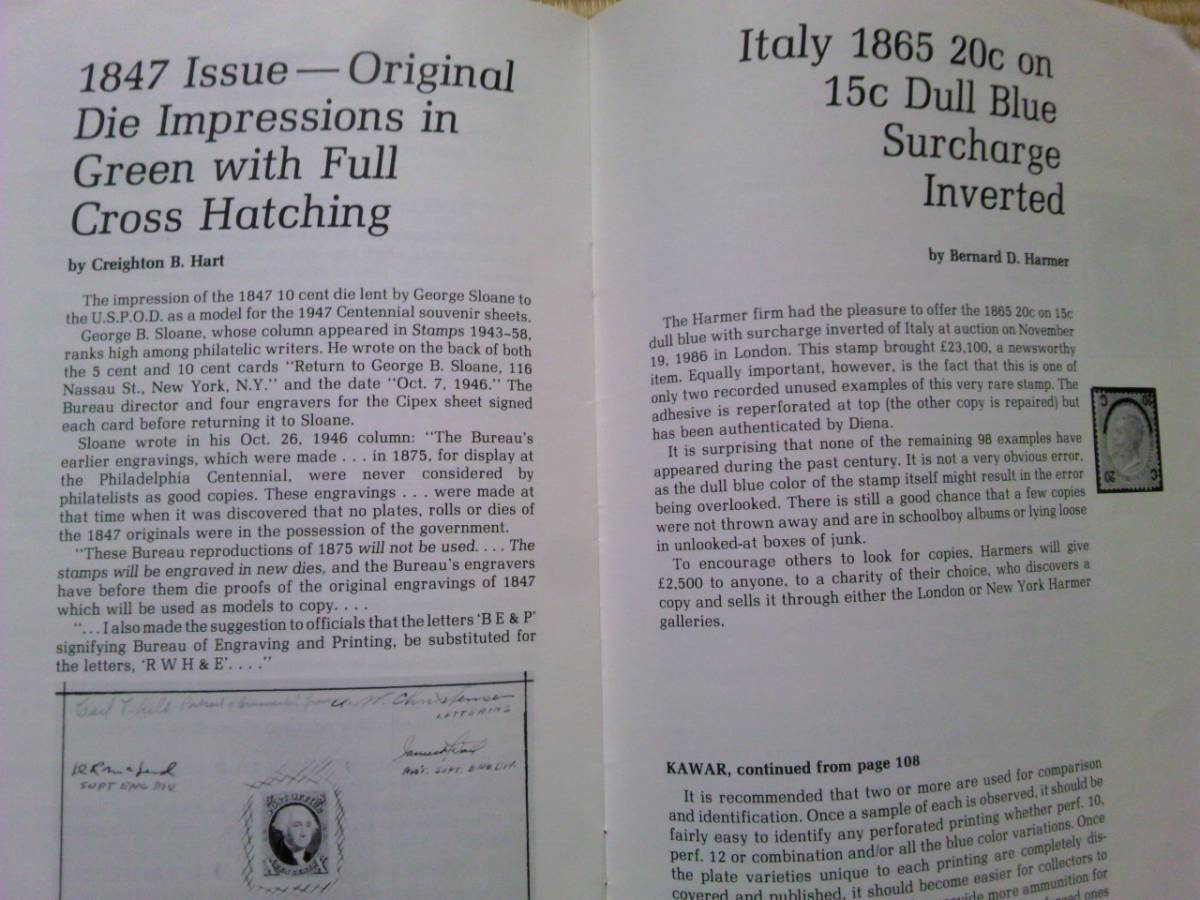 1847 Issue — Original
Die Impressions in
Green with Full
Cross Hatching
by Creighton B. Hart
The impression of the 1847 10 cent die lent by George Sloane to
the U.S.P.O.D. as a model for the 1947 Centennial souvenir sheets.
George B. Sloane, whose column appeared in Stamps 1943-58,
ranks high among philatelic writers. He wrote on the back of both
the 5 cent and 10 cent cards "Return to George B. Sloane, 116
Nassau St., New York, N.Y." and the date "Oct. 7, 1946." The
Bureau director and four engravers for the Cipex sheet signed
each card before returning it to Sloane.
Sloane wrote in his Oct. 26, 1946 column: "The Bureau's
earlier engravings, which were made . . . in 1875, for display at
the Philadelphia Centennial, were never considered by
philatelists as good copies. These engravings . . . were made at
that time when it was discovered that no plates, rolls or dies of
the 1847 originals were in the possession of the government.
"These Bureau reproductions of 1875 will not be used. . . . The
stamps will be engraved in new dies, and the Bureau's engravers
have before them die proofs of the original engravings of 1847
which will be used as models to copy. . . .
". . . I also made the suggestion to officials that the letters 'B E & P'
signifying Bureau of Engraving and Printing, be substituted for
the letters, 'R W H & E'. . . ."
LETTERING
SUPT ENG DIV.
POST OFFICE
Italy 1865 20c on
15c Dull Blue
Surcharge
Inverted
by Bernard D. Harmer
The Harmer firm had the pleasure to offer the 1865 20c on 15c
dull blue with surcharge inverted of Italy at auction on November
19, 1986 in London. This stamp brought £23,100, a newsworthy
item. Equally important, however, is the fact that this is one of
only two recorded unused examples of this very rare stamp. The
adhesive is reperforated at top (the other copy is repaired) but
has been authenticated by Diena.
It is surprising that none of the remaining 98 examples have
appeared during the past century. It is not a very obvious error,
as the dull blue color of the stamp itself might result in the error
being overlooked. There is still a good chance that a few copies
were not thrown away and are in schoolboy albums or lying loose
in unlooked-at boxes of junk.
To encourage others to look for copies, Harmers will give
£2,500 to anyone, to a charity of their choice, who discovers a
copy and sells it through either the London or New York Harmer
galleries.
KAWAR, continued from page 108
It is recommended that two or more are used for comparison
and identification. Once a sample of each is observed, it should be
fairly easy to identify any perforated printing whether perf. 10,
perf. 12 or combination and/or all the blue color variations. Once
the plate varieties unique to each printing are completely dis-
covered and published, it should become easier for collectors to
more ammunition for
ones